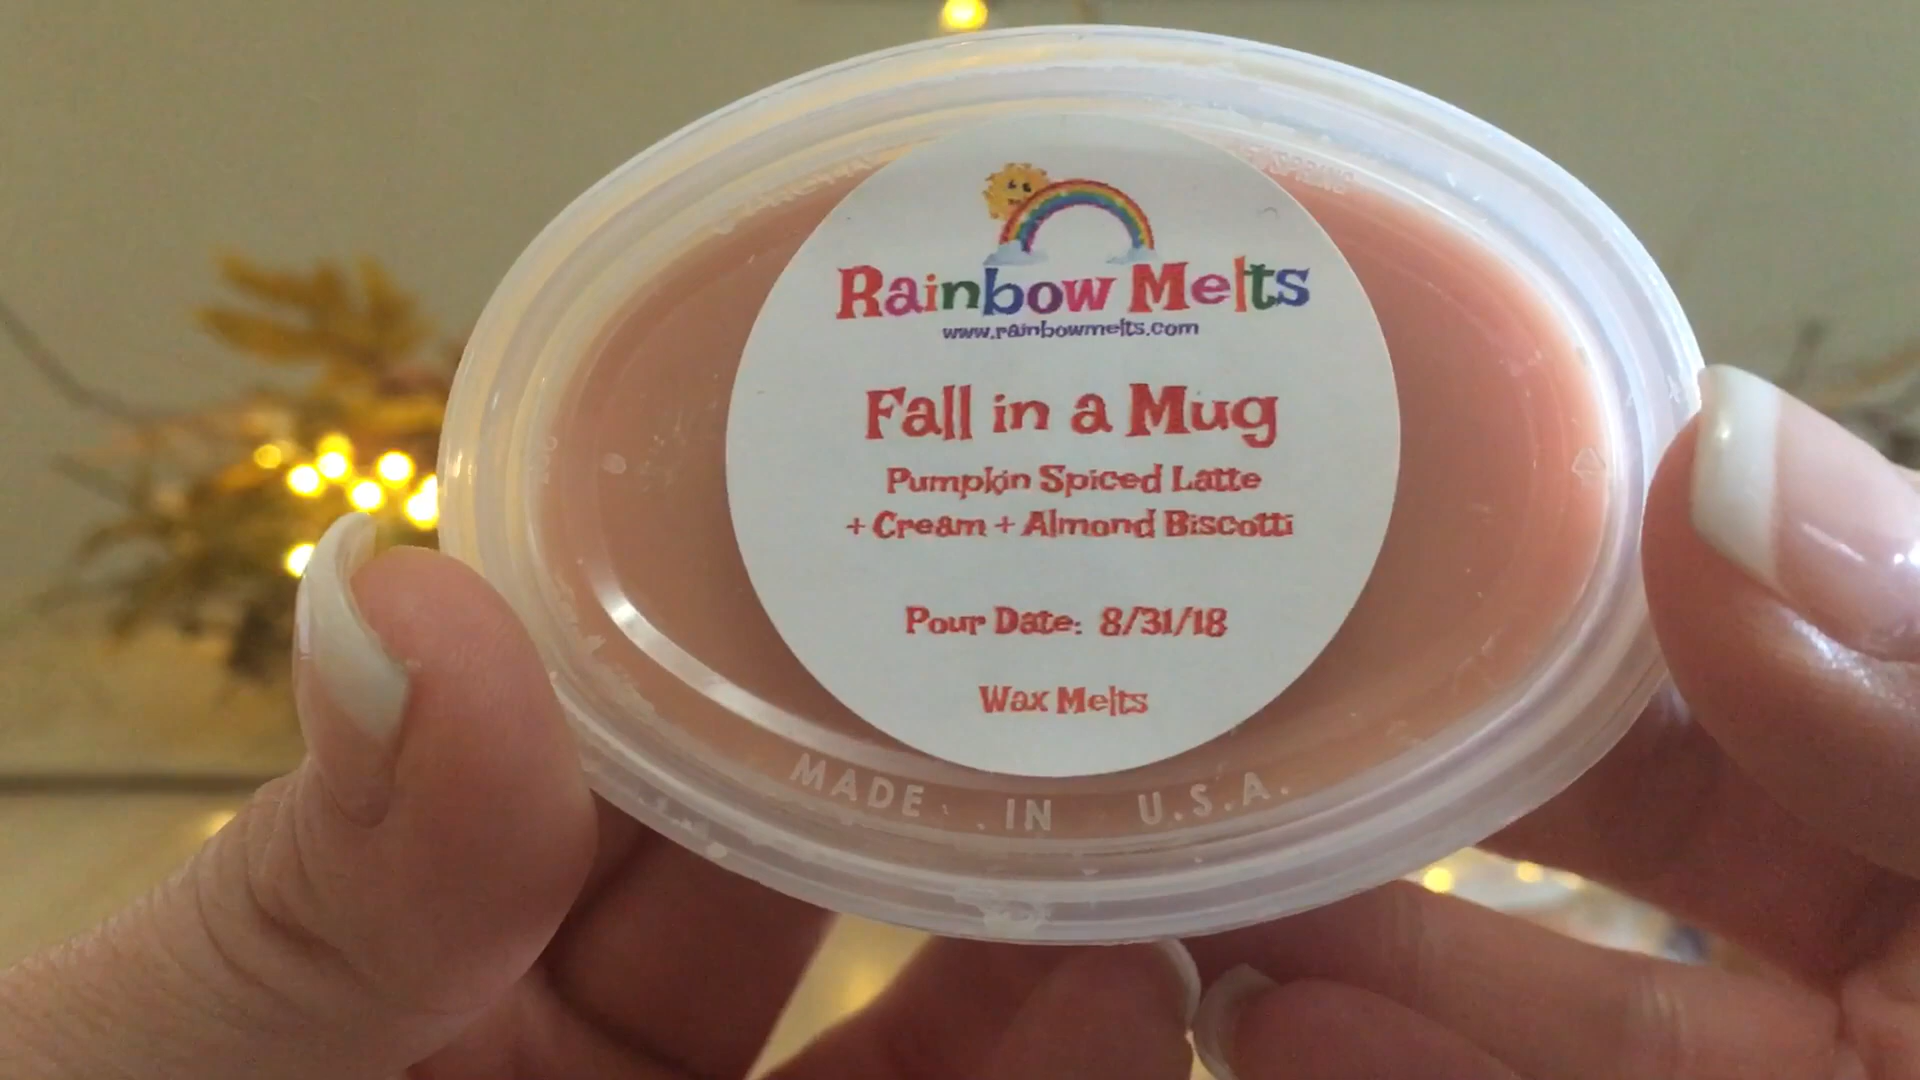 Rainbow Melts
www.rainbowmelts.com
Fall in a Mug
Pumpkin Spiced Latte
+ Cream + Almond Biscotti
Pour Date: 8/31/18
Wax Melts
MADE IN U.S.A.